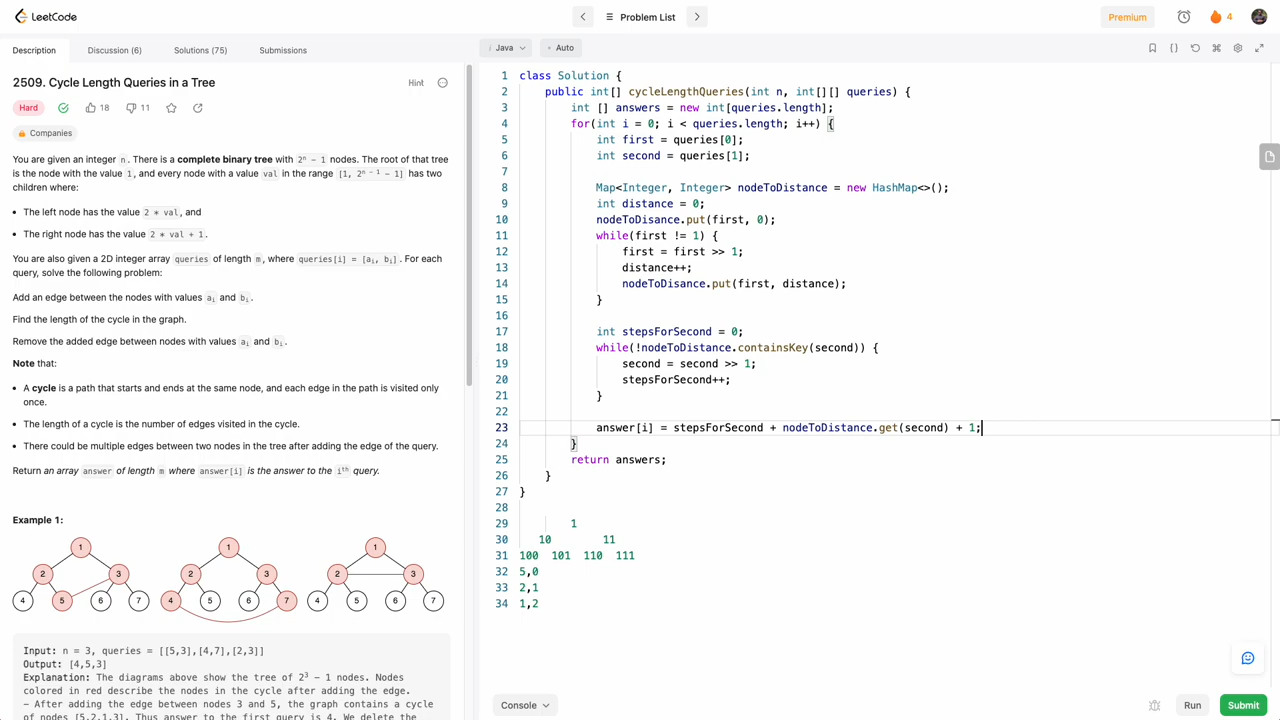 LeetCode
Problem List
Premium
4
Description
Discussion (6)
Solutions (75)
Submissions
2509. Cycle Length Queries in a Tree
Hint
Hard
18
11
Companies
You are given an integer n. There is a complete binary tree with 2ⁿ − 1 nodes. The root of that tree
is the node with the value 1, and every node with a value val in the range [1, 2ⁿ⁻¹ − 1] has two
children where:
• The left node has the value 2 * val, and
• The right node has the value 2 * val + 1.
You are also given a 2D integer array queries of length m, where queries[i] = [aᵢ, bᵢ]. For each
query, solve the following problem:
Add an edge between the nodes with values aᵢ and bᵢ.
Find the length of the cycle in the graph.
Remove the added edge between nodes with values aᵢ and bᵢ.
Note that:
• A cycle is a path that starts and ends at the same node, and each edge in the path is visited only
once.
• The length of a cycle is the number of edges visited in the cycle.
• There could be multiple edges between two nodes in the tree after adding the edge of the query.
Return an array answer of length m where answer[i] is the answer to the iᵗʰ query.
Example 1:
1 1 1
2 3 2 3 2 3
4 5 6 7 4 5 6 7 4 5 6 7
Input: n = 3, queries = [[5,3],[4,7],[2,3]]
Output: [4,5,3]
Explanation: The diagrams above show the tree of 2³ − 1 nodes. Nodes
colored in red describe the nodes in the cycle after adding the edge.
– After adding the edge between nodes 3 and 5, the graph contains a cycle
of nodes [5,2,1,3]. Thus answer to the first query is 4. We delete the
i Java
Auto
1 class Solution {
2 public int[] cycleLengthQueries(int n, int[][] queries) {
3 int [] answers = new int[queries.length];
4 for(int i = 0; i < queries.length; i++) {
5 int first = queries[0];
6 int second = queries[1];
7
8 Map<Integer, Integer> nodeToDistance = new HashMap<>();
9 int distance = 0;
10 nodeToDisance.put(first, 0);
11 while(first != 1) {
12 first = first >> 1;
13 distance++;
14 nodeToDisance.put(first, distance);
15 }
16
17 int stepsForSecond = 0;
18 while(!nodeToDistance.containsKey(second)) {
19 second = second >> 1;
20 stepsForSecond++;
21 }
22
23 answer[i] = stepsForSecond + nodeToDistance.get(second) + 1;
24 }
25 return answers;
26 }
27 }
28
29 1
30 10 11
31 100 101 110 111
32 5,0
33 2,1
34 1,2
Console
Run
Submit